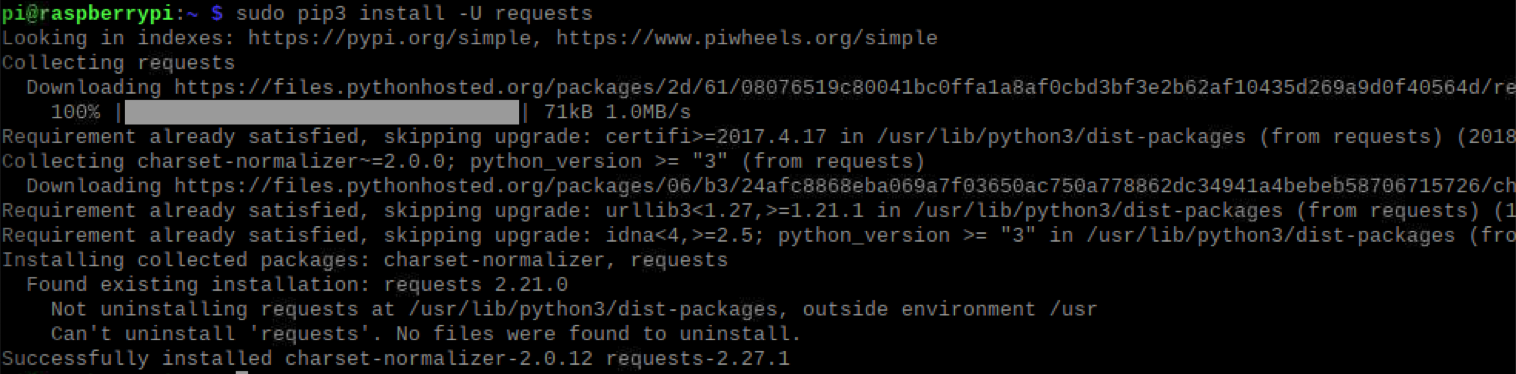 pi@raspberrypi:~ $ sudo pip3 install -U requests
Looking in indexes: https://pypi.org/simple, https://www.piwheels.org/simple
Collecting requests
  Downloading https://files.pythonhosted.org/packages/2d/61/08076519c80041bc0ffa1a8af0cbd3bf3e2b62af10435d269a9d0f40564d/re
    100% |                                | 71kB 1.0MB/s
Requirement already satisfied, skipping upgrade: certifi>=2017.4.17 in /usr/lib/python3/dist-packages (from requests) (2018
Collecting charset-normalizer~=2.0.0; python_version >= "3" (from requests)
  Downloading https://files.pythonhosted.org/packages/06/b3/24afc8868eba069a7f03650ac750a778862dc34941a4bebeb58706715726/ch
Requirement already satisfied, skipping upgrade: urllib3<1.27,>=1.21.1 in /usr/lib/python3/dist-packages (from requests) (1
Requirement already satisfied, skipping upgrade: idna<4,>=2.5; python_version >= "3" in /usr/lib/python3/dist-packages (fro
Installing collected packages: charset-normalizer, requests
  Found existing installation: requests 2.21.0
    Not uninstalling requests at /usr/lib/python3/dist-packages, outside environment /usr
    Can't uninstall 'requests'. No files were found to uninstall.
Successfully installed charset-normalizer-2.0.12 requests-2.27.1